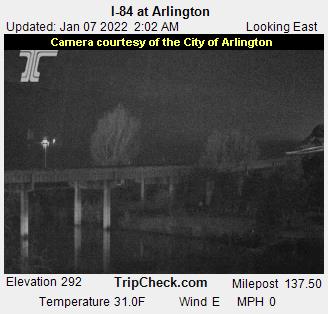 I-84 at Arlington
Updated: Jan 07 2022  2:02 AM Looking East
Camera courtesy of the City of Arlington
Elevation 292 TripCheck.com Milepost 137.50
Temperature 31.0F Wind E MPH 0